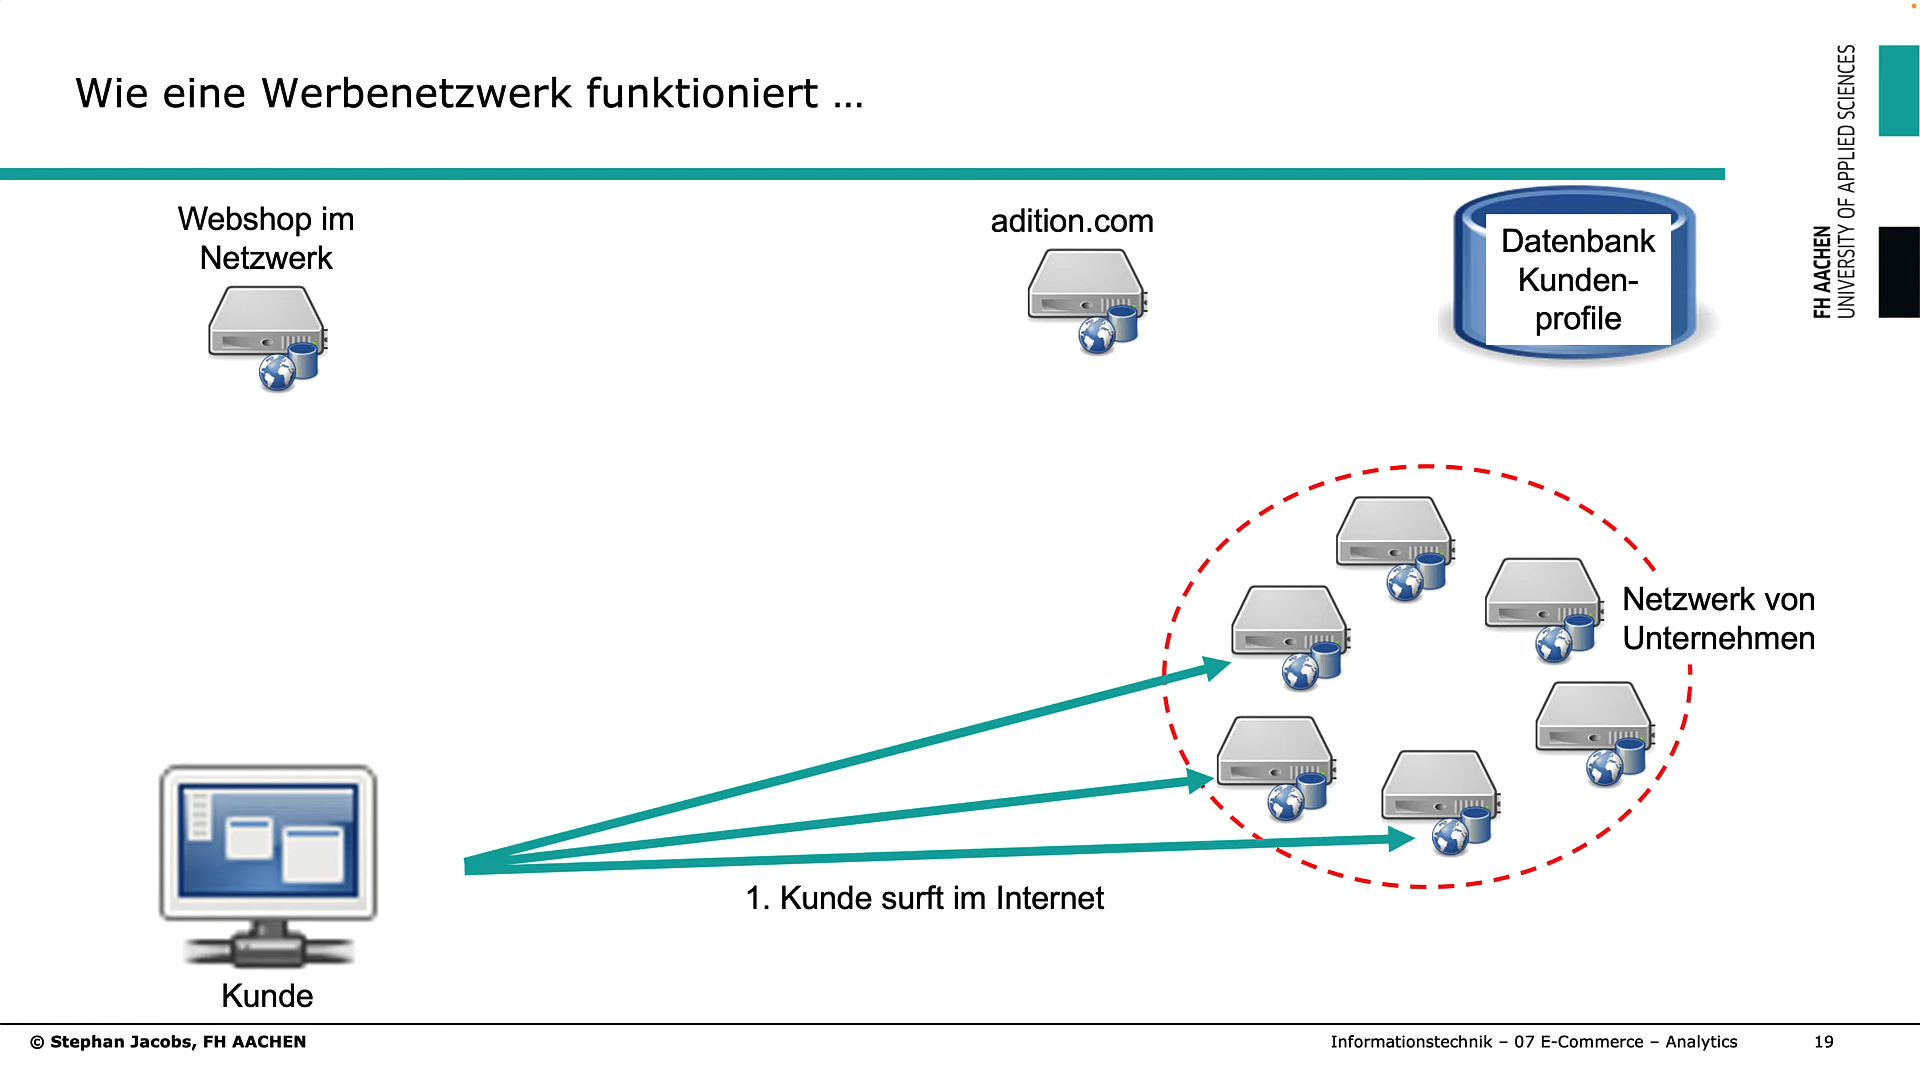 Wie eine Werbenetzwerk funktioniert …
FH AACHEN
UNIVERSITY OF APPLIED SCIENCES
Webshop im
Netzwerk
adition.com
Datenbank
Kunden-
profile
Netzwerk von
Unternehmen
1. Kunde surft im Internet
Kunde
© Stephan Jacobs, FH AACHEN
Informationstechnik – 07 E-Commerce – Analytics
19